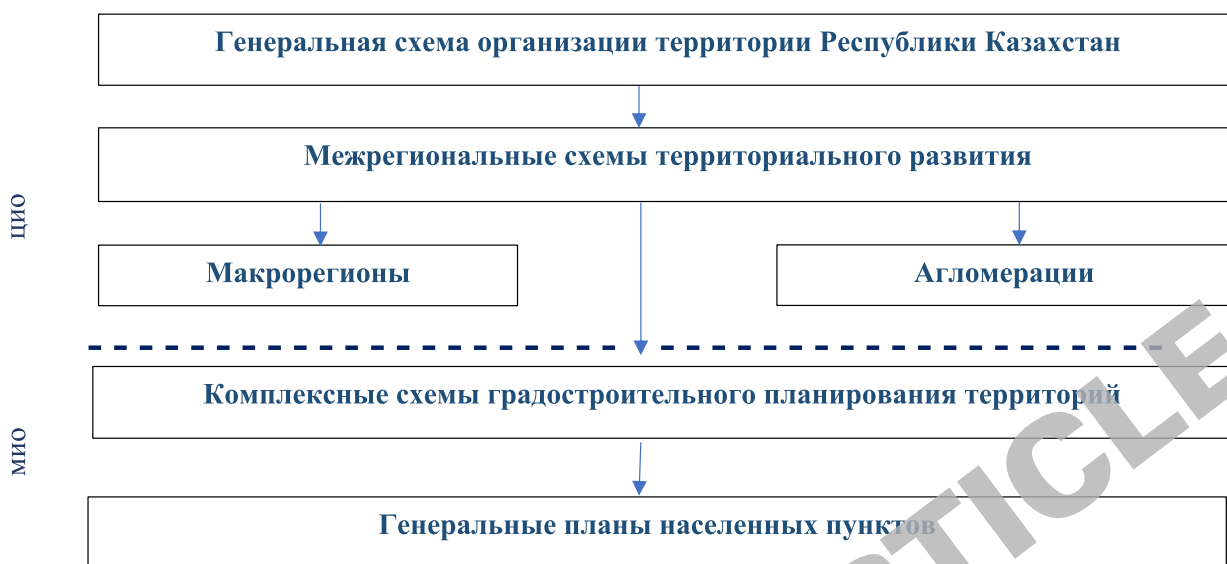 Генеральная схема организации территории Республики Казахстан
Межрегиональные схемы территориального развития
ЦИО
Макрорегионы
Агломерации
Комплексные схемы градостроительного планирования территорий
МИО
Генеральные планы населенных пунктов
TICLE